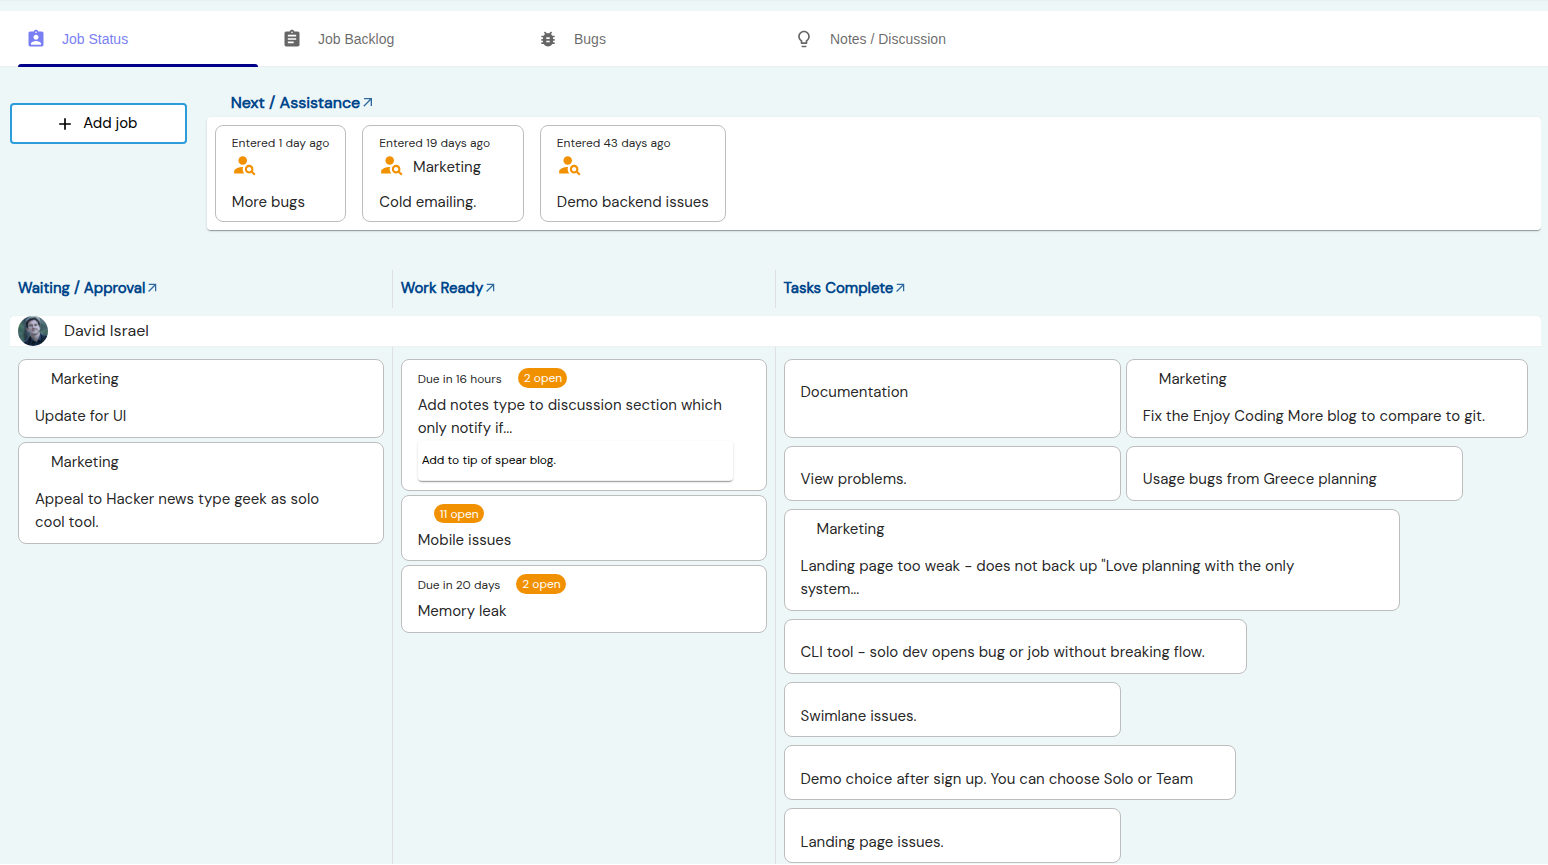 Job Status
Job Backlog
Bugs
Notes / Discussion
Add job
Next / Assistance
Entered 1 day ago
More bugs
Entered 19 days ago
Marketing
Cold emailing.
Entered 43 days ago
Demo backend issues
Waiting / Approval
Work Ready
Tasks Complete
David Israel
Marketing
Update for UI
Marketing
Appeal to Hacker news type geek as solo
cool tool.
Due in 16 hours
2 open
Add notes type to discussion section which
only notify if...
Add to tip of spear blog.
11 open
Mobile issues
Due in 20 days
2 open
Memory leak
Documentation
Marketing
Fix the Enjoy Coding More blog to compare to git.
View problems.
Usage bugs from Greece planning
Marketing
Landing page too weak - does not back up "Love planning with the only
system...
CLI tool - solo dev opens bug or job without breaking flow.
Swimlane issues.
Demo choice after sign up. You can choose Solo or Team
Landing page issues.